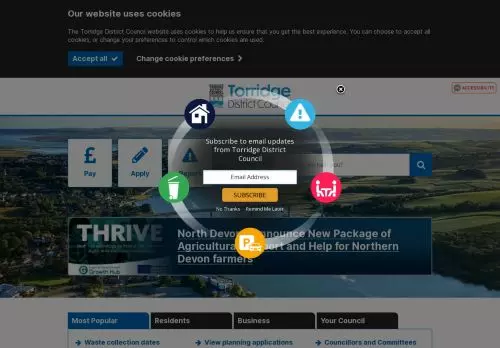 Our website uses cookies
The Torridge District Council website uses cookies to help us ensure that you get the best experience. You can choose to accept all
cookies, or change your preferences to control which cookies are used.
Accept all
Change cookie preferences
Torridge
District Council
ACCESSIBILITY
Subscribe to email updates
from Torridge District
Council
Email Address
SUBSCRIBE
No Thanks Remind Me Later
£
Pay
Apply
THRIVE
Growth Hub
North Devon announce New Package of
Agricultural Support and Help for Northern
Devon farmers
Most Popular
Residents
Business
Your Council
Waste collection dates
View planning applications
Councillors and Committees